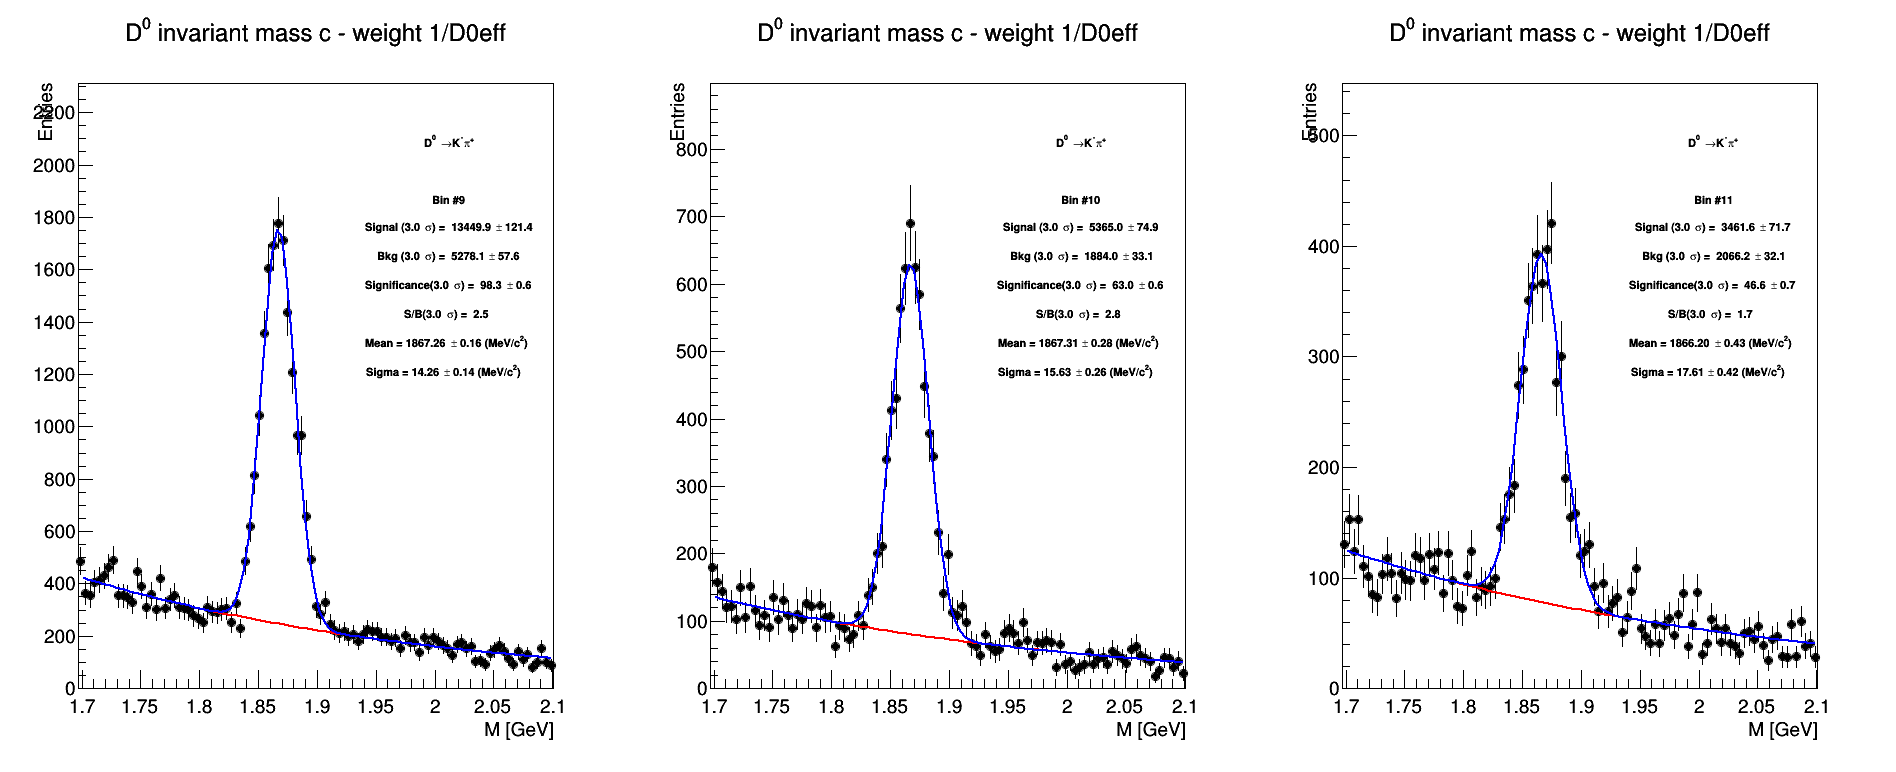 D⁰ invariant mass c - weight 1/D0eff
Entries
2200
2000
1800
1600
1400
1200
1000
800
600
400
200
0
D⁰ →K⁻π⁺
Bin #9
Signal (3.0 σ) = 13449.9 ± 121.4
Bkg (3.0 σ) = 5278.1 ± 57.6
Significance(3.0 σ) = 98.3 ± 0.6
S/B(3.0 σ) = 2.5
Mean = 1867.26 ± 0.16 (MeV/c²)
Sigma = 14.26 ± 0.14 (MeV/c²)
1.7 1.75 1.8 1.85 1.9 1.95 2 2.05 2.1
M [GeV]
D⁰ invariant mass c - weight 1/D0eff
Entries
800
700
600
500
400
300
200
100
0
D⁰ →K⁻π⁺
Bin #10
Signal (3.0 σ) = 5365.0 ± 74.9
Bkg (3.0 σ) = 1884.0 ± 33.1
Significance(3.0 σ) = 63.0 ± 0.6
S/B(3.0 σ) = 2.8
Mean = 1867.31 ± 0.28 (MeV/c²)
Sigma = 15.63 ± 0.26 (MeV/c²)
1.7 1.75 1.8 1.85 1.9 1.95 2 2.05 2.1
M [GeV]
D⁰ invariant mass c - weight 1/D0eff
Entries
500
400
300
200
100
0
D⁰ →K⁻π⁺
Bin #11
Signal (3.0 σ) = 3461.6 ± 71.7
Bkg (3.0 σ) = 2066.2 ± 32.1
Significance(3.0 σ) = 46.6 ± 0.7
S/B(3.0 σ) = 1.7
Mean = 1866.20 ± 0.43 (MeV/c²)
Sigma = 17.61 ± 0.42 (MeV/c²)
1.7 1.75 1.8 1.85 1.9 1.95 2 2.05 2.1
M [GeV]